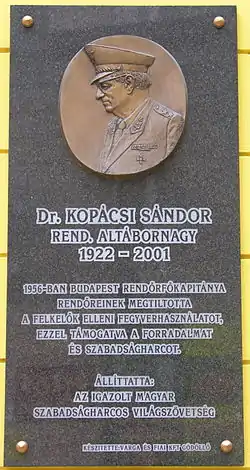 Dr. KOPÁCSI SÁNDOR
REND. ALTÁBORNAGY
1922 – 2001
1956-BAN BUDAPEST RENDŐRFŐKAPITÁNYA
RENDŐREINEK MEGTILTOTTA
A FELKELŐK ELLENI FEGYVERHASZNÁLATOT,
EZZEL TÁMOGATVA A FORRADALMAT
ÉS SZABADSÁGHARCOT.
ÁLLÍTTATTA:
AZ IGAZOLT MAGYAR
SZABADSÁGHARCOS VILÁGSZÖVETSÉG
KÉSZÍTETTE: VARGA ÉS FIAI KFT GÖDÖLLŐ